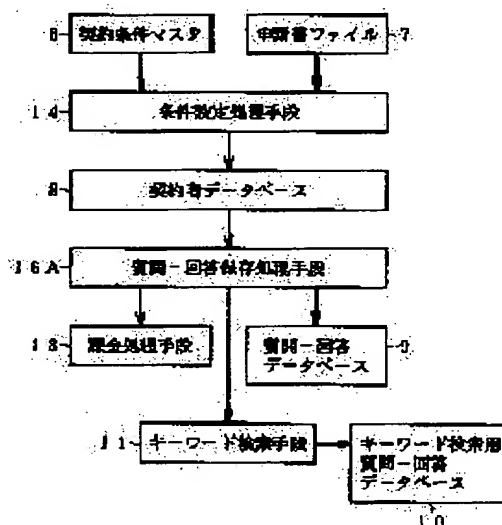 6 契約条件マスタ
申請書ファイル 7
14 条件設定処理手段
8 契約者データベース
16A 質問ー回答保存処理手段
18 課金処理手段
質問ー回答 9
データベース
11 キーワード検索手段
キーワード検索用
質問ー回答
データベース
10